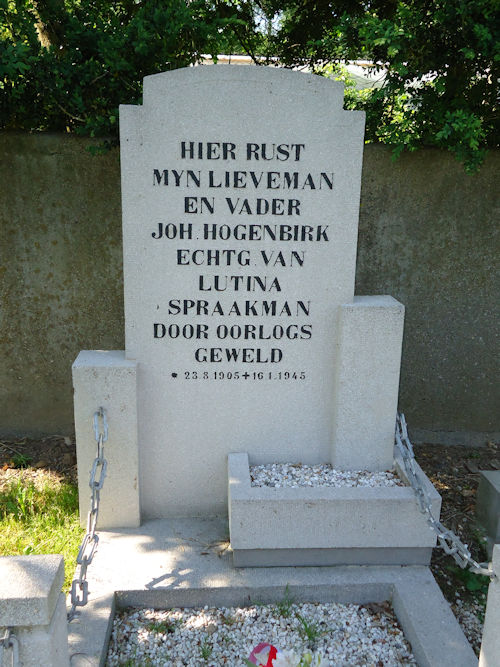 HIER RUST
MYN LIEVEMAN
EN VADER
JOH. HOGENBIRK
ECHTG. VAN
LUTINA
SPRAAKMAN
DOOR OORLOGS
GEWELD
* 23.8.1905 + 16.1.1945